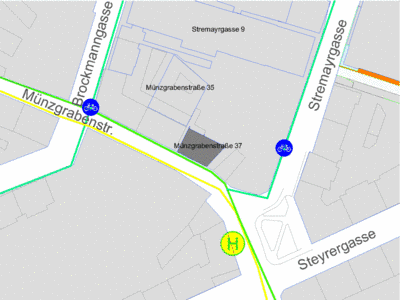 Stremayrgasse 9
Brockmanngasse
Stremayrgasse
Münzgrabenstraße 35
Münzgrabenstr.
Münzgrabenstraße 37
H
Steyrergasse